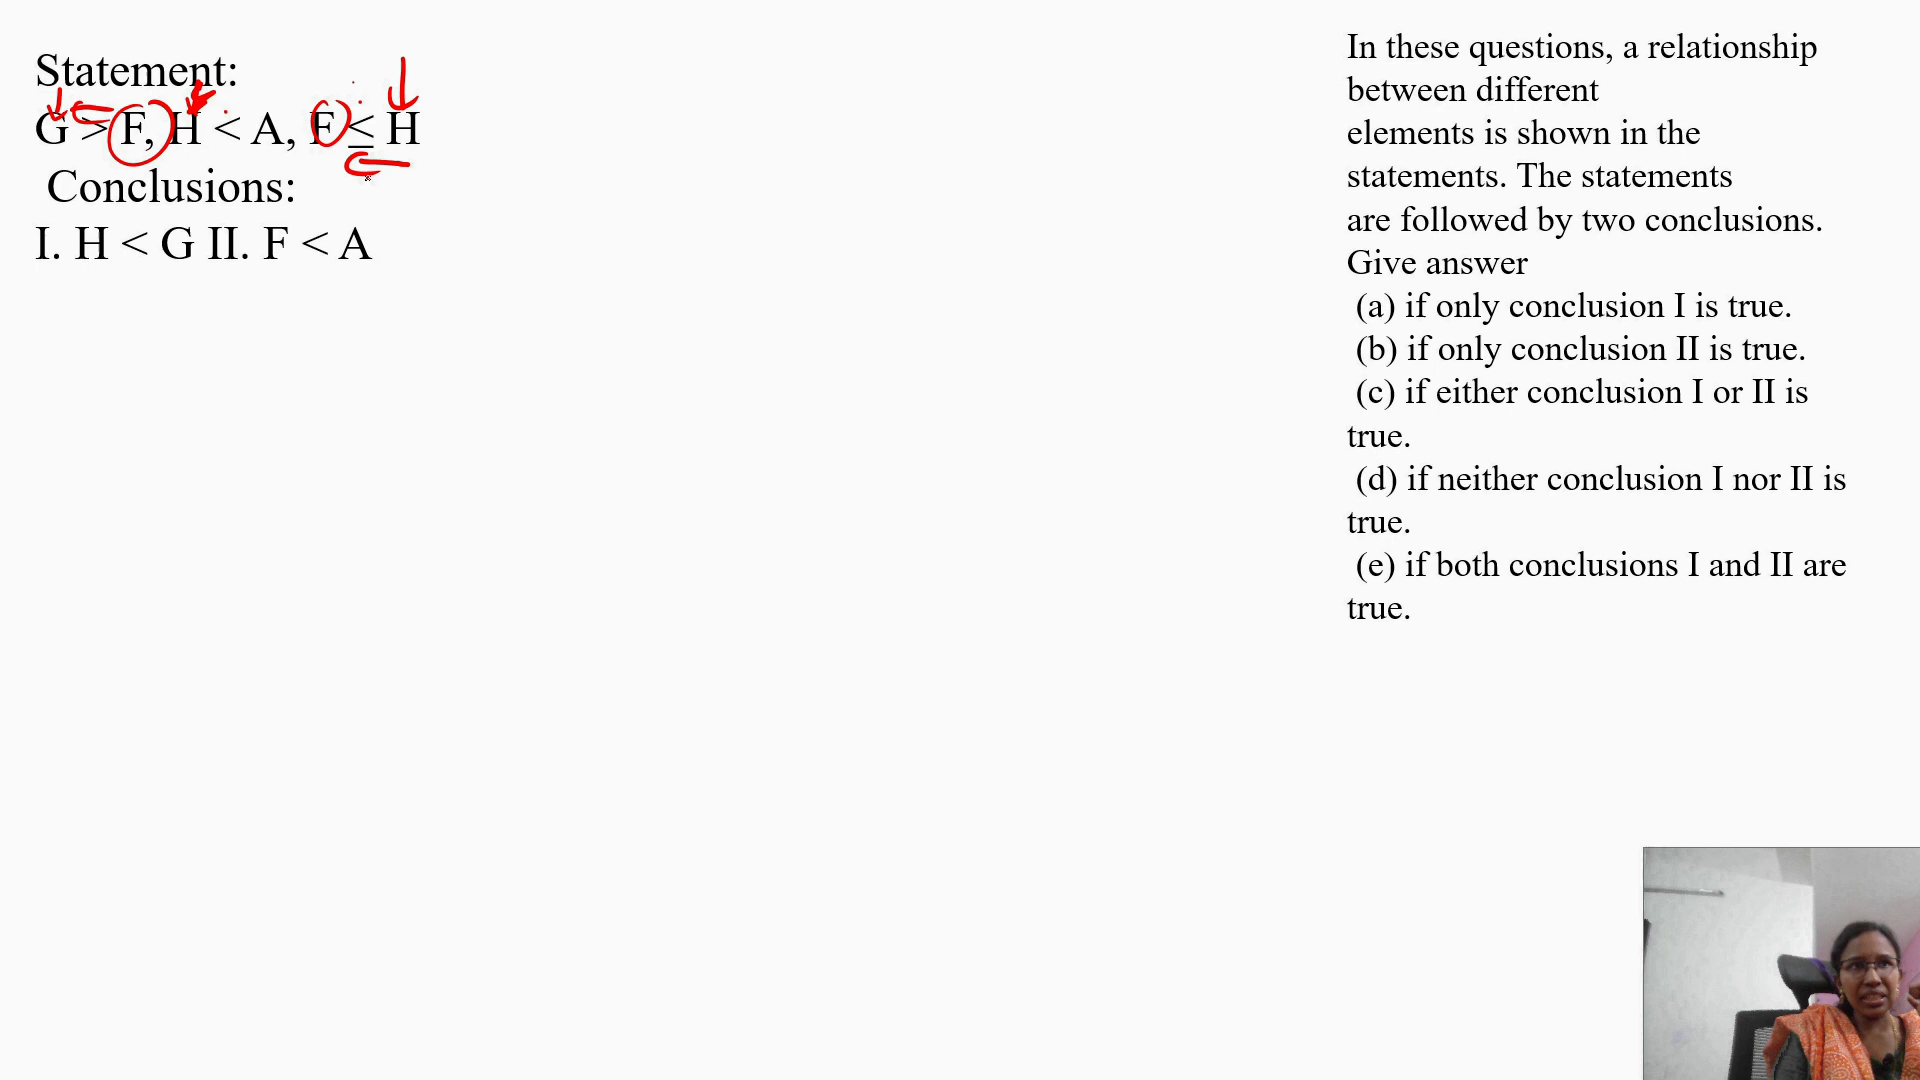 Statement:
G > F, H < A, F ≤ H
Conclusions:
I. H < G II. F < A
In these questions, a relationship
between different
elements is shown in the
statements. The statements
are followed by two conclusions.
Give answer
(a) if only conclusion I is true.
(b) if only conclusion II is true.
(c) if either conclusion I or II is
true.
(d) if neither conclusion I nor II is
true.
(e) if both conclusions I and II are
true.